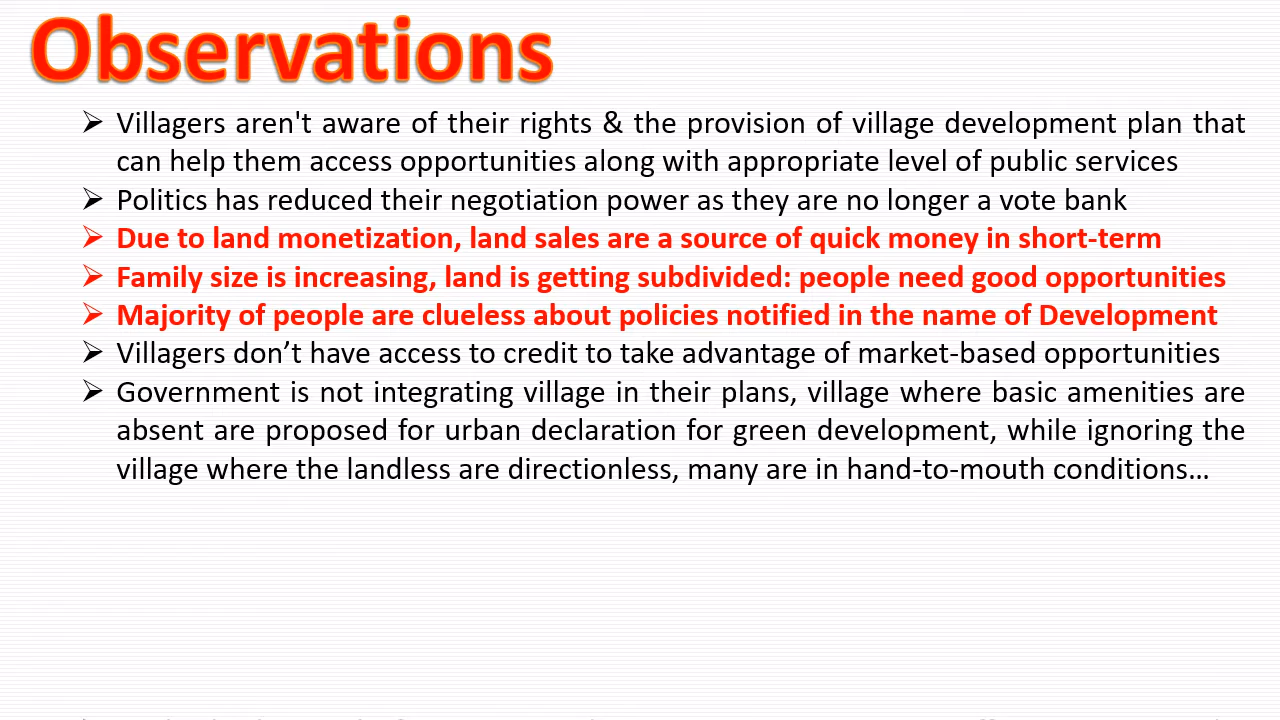 Observations
Villagers aren't aware of their rights & the provision of village development plan that
can help them access opportunities along with appropriate level of public services
Politics has reduced their negotiation power as they are no longer a vote bank
Due to land monetization, land sales are a source of quick money in short-term
Family size is increasing, land is getting subdivided: people need good opportunities
Majority of people are clueless about policies notified in the name of Development
Villagers don’t have access to credit to take advantage of market-based opportunities
Government is not integrating village in their plans, village where basic amenities are
absent are proposed for urban declaration for green development, while ignoring the
village where the landless are directionless, many are in hand-to-mouth conditions…